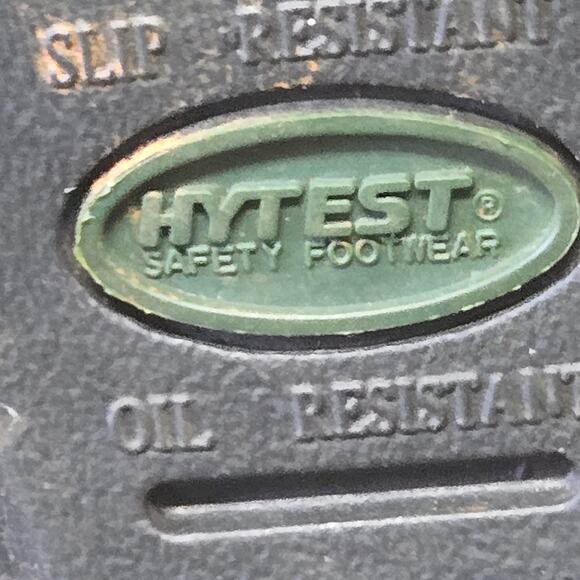 SLIP RESISTANT
HYTEST®
SAFETY FOOTWEAR
OIL RESISTANT